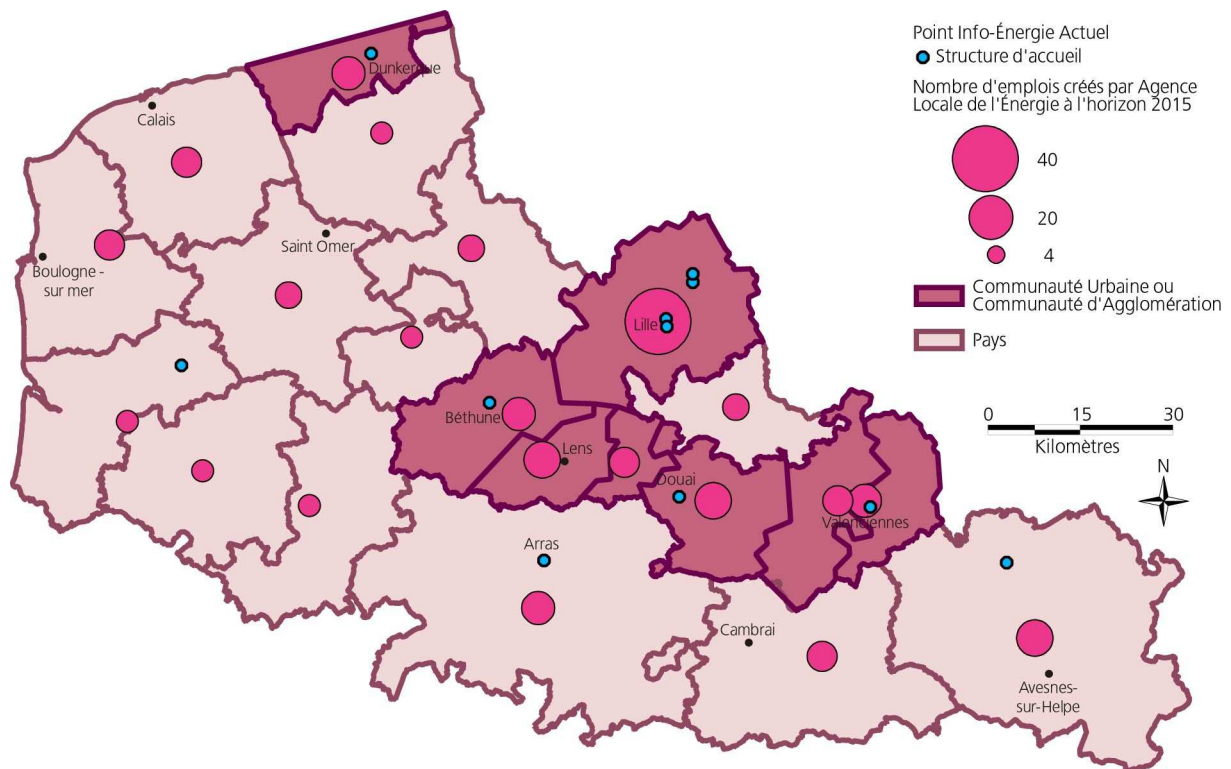 Point Info-Énergie Actuel
Structure d'accueil
Nombre d'emplois créés par Agence
Locale de l'Énergie à l'horizon 2015
40
20
4
Communauté Urbaine ou
Communauté d'Agglomération
Pays
0 15 30
Kilomètres
N
Dunkerque
Calais
Saint Omer
Boulogne -
sur mer
Lille
Béthune
Lens
Douai
Valenciennes
Arras
Cambrai
Avesnes-
sur-Helpe